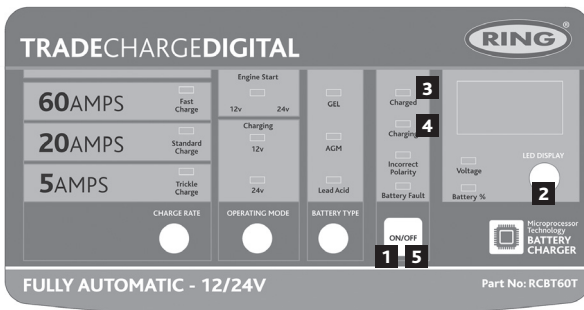 TRADECHARGEDIGITAL
RING
60AMPS
Fast
Charge
20AMPS
Standard
Charge
5AMPS
Trickle
Charge
CHARGE RATE
Engine Start
12v 24v
Charging
12v
24v
OPERATING MODE
GEL
AGM
Lead Acid
BATTERY TYPE
Charged
3
Charging
4
Incorrect
Polarity
Battery Fault
ON/OFF
1 5
Voltage
Battery %
LED DISPLAY
2
Microprocessor
Technology
BATTERY
CHARGER
FULLY AUTOMATIC - 12/24V
Part No: RCBT60T